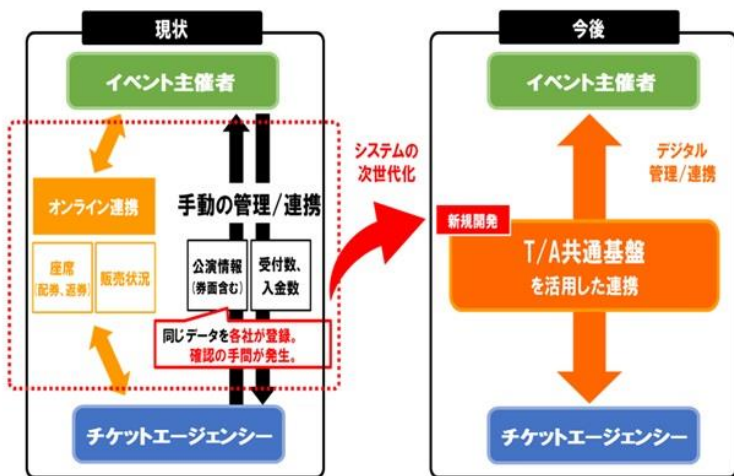 現状
イベント主催者
オンライン連携
座席
(配券、返券)
販売状況
手動の管理/連携
公演情報
(券面含む)
受付数、
入金数
同じデータを各社が登録。
確認の手間が発生。
チケットエージェンシー
システムの
次世代化
今後
イベント主催者
デジタル
管理/連携
新規開発
T/A共通基盤
を活用した連携
チケットエージェンシー